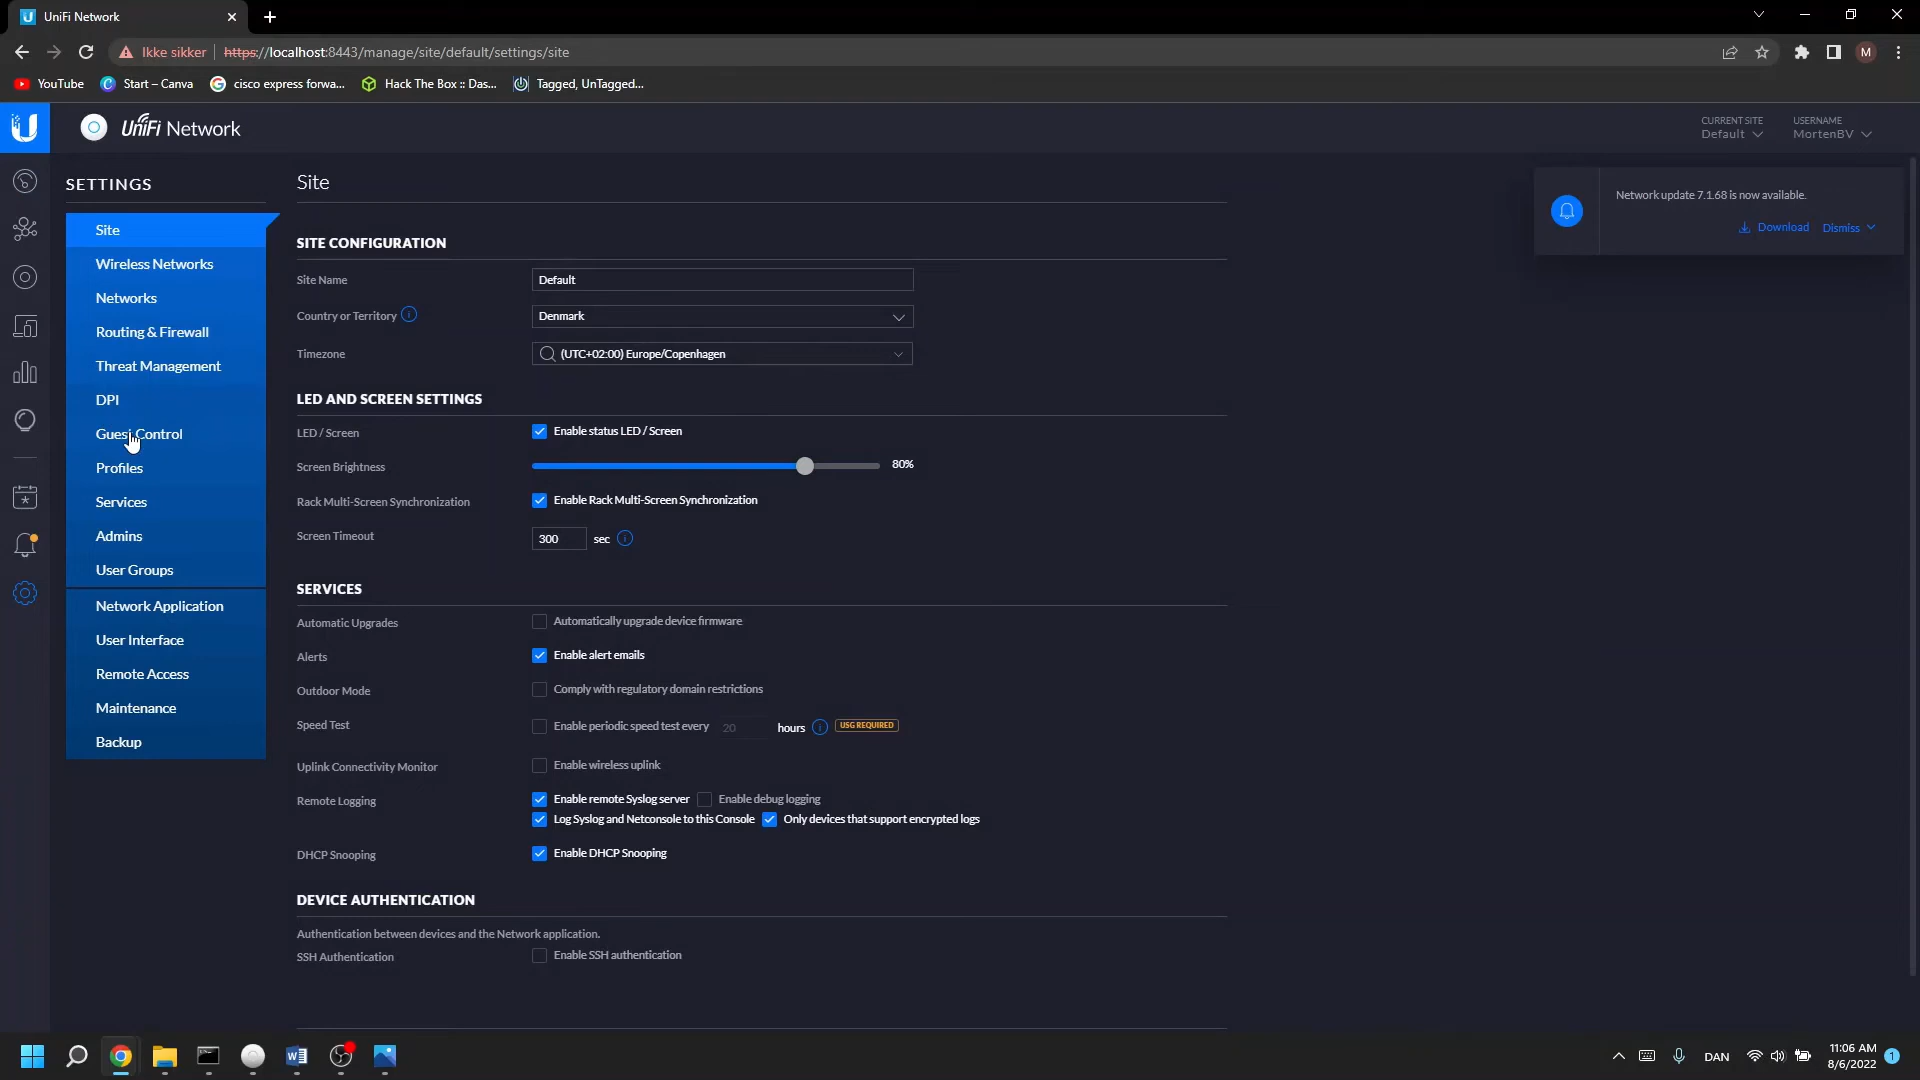 UniFi Network
Ikke sikker
https://localhost:8443/manage/site/default/settings/site
M
YouTube
Start – Canva
cisco express forwa...
Hack The Box :: Das...
Tagged, UnTagged...
UniFi Network
CURRENT SITE
Default
USERNAME
MortenBV
SETTINGS
Site
Wireless Networks
Networks
Routing & Firewall
Threat Management
DPI
Guest Control
Profiles
Services
Admins
User Groups
Network Application
User Interface
Remote Access
Maintenance
Backup
Site
SITE CONFIGURATION
Site Name
Default
Country or Territory
Denmark
Timezone
(UTC+02:00) Europe/Copenhagen
LED AND SCREEN SETTINGS
LED / Screen
Enable status LED / Screen
Screen Brightness
80%
Rack Multi-Screen Synchronization
Enable Rack Multi-Screen Synchronization
Screen Timeout
300 sec
SERVICES
Automatic Upgrades
Automatically upgrade device firmware
Alerts
Enable alert emails
Outdoor Mode
Comply with regulatory domain restrictions
Speed Test
Enable periodic speed test every 20 hours USG REQUIRED
Uplink Connectivity Monitor
Enable wireless uplink
Remote Logging
Enable remote Syslog server Enable debug logging
Log Syslog and Netconsole to this Console Only devices that support encrypted logs
DHCP Snooping
Enable DHCP Snooping
DEVICE AUTHENTICATION
Authentication between devices and the Network application.
SSH Authentication
Enable SSH authentication
Network update 7.1.68 is now available.
Download Dismiss
DAN
11:06 AM
8/6/2022
1